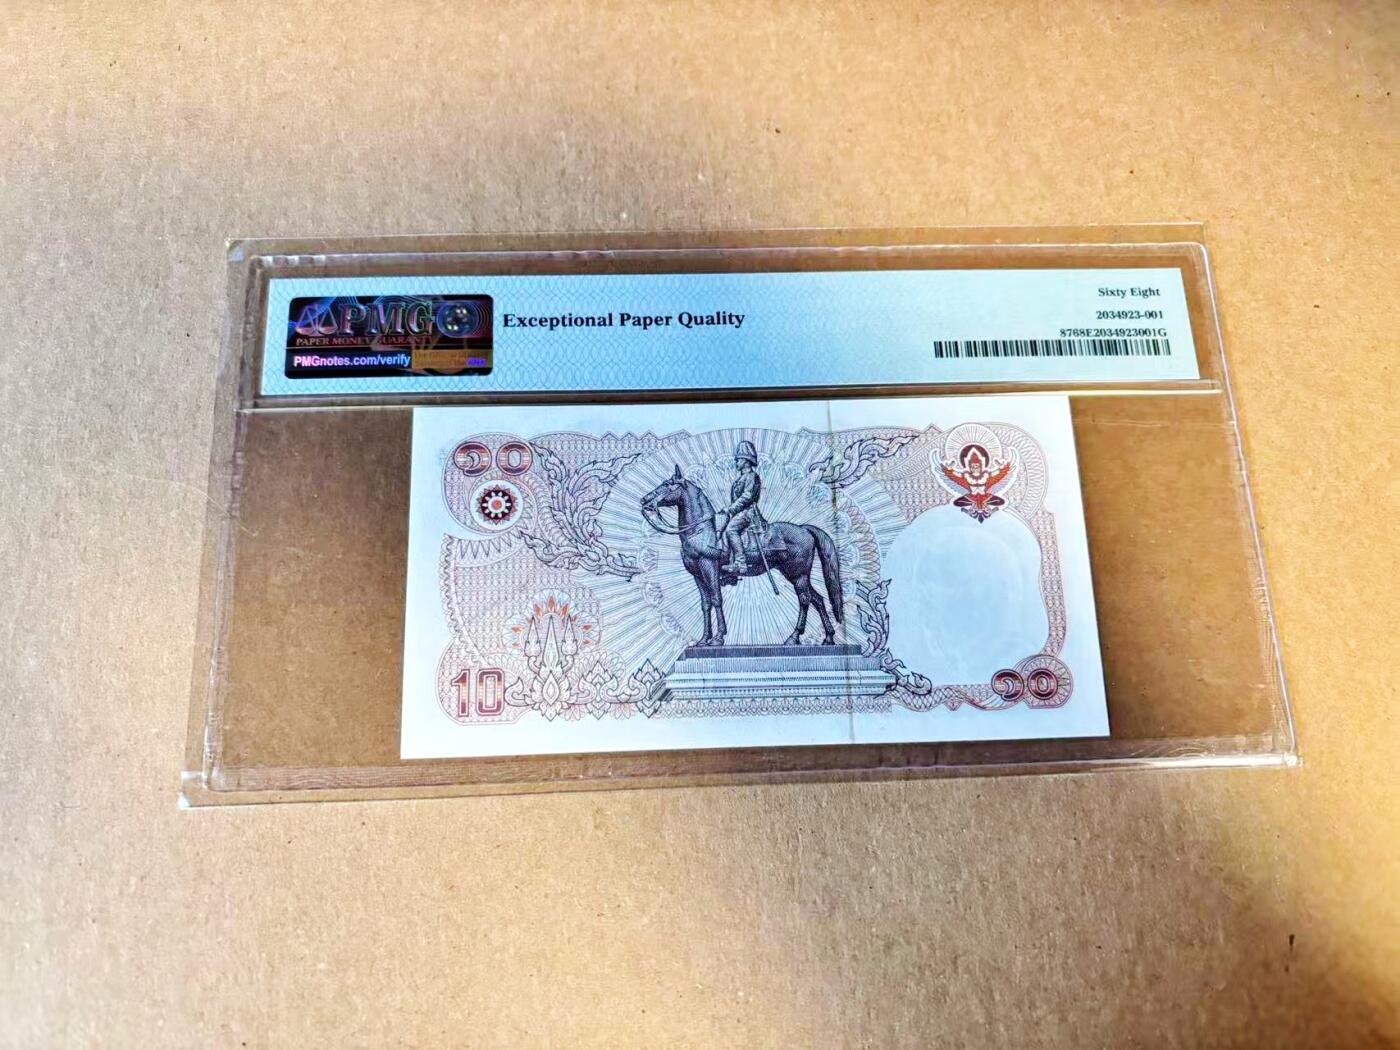 PMG
PAPER MONEY GUARANTY
PMGnotes.com/verify
Exceptional Paper Quality
Sixty Eight
2034923-001
8768E2034923001G
๑๐
10
๑๐